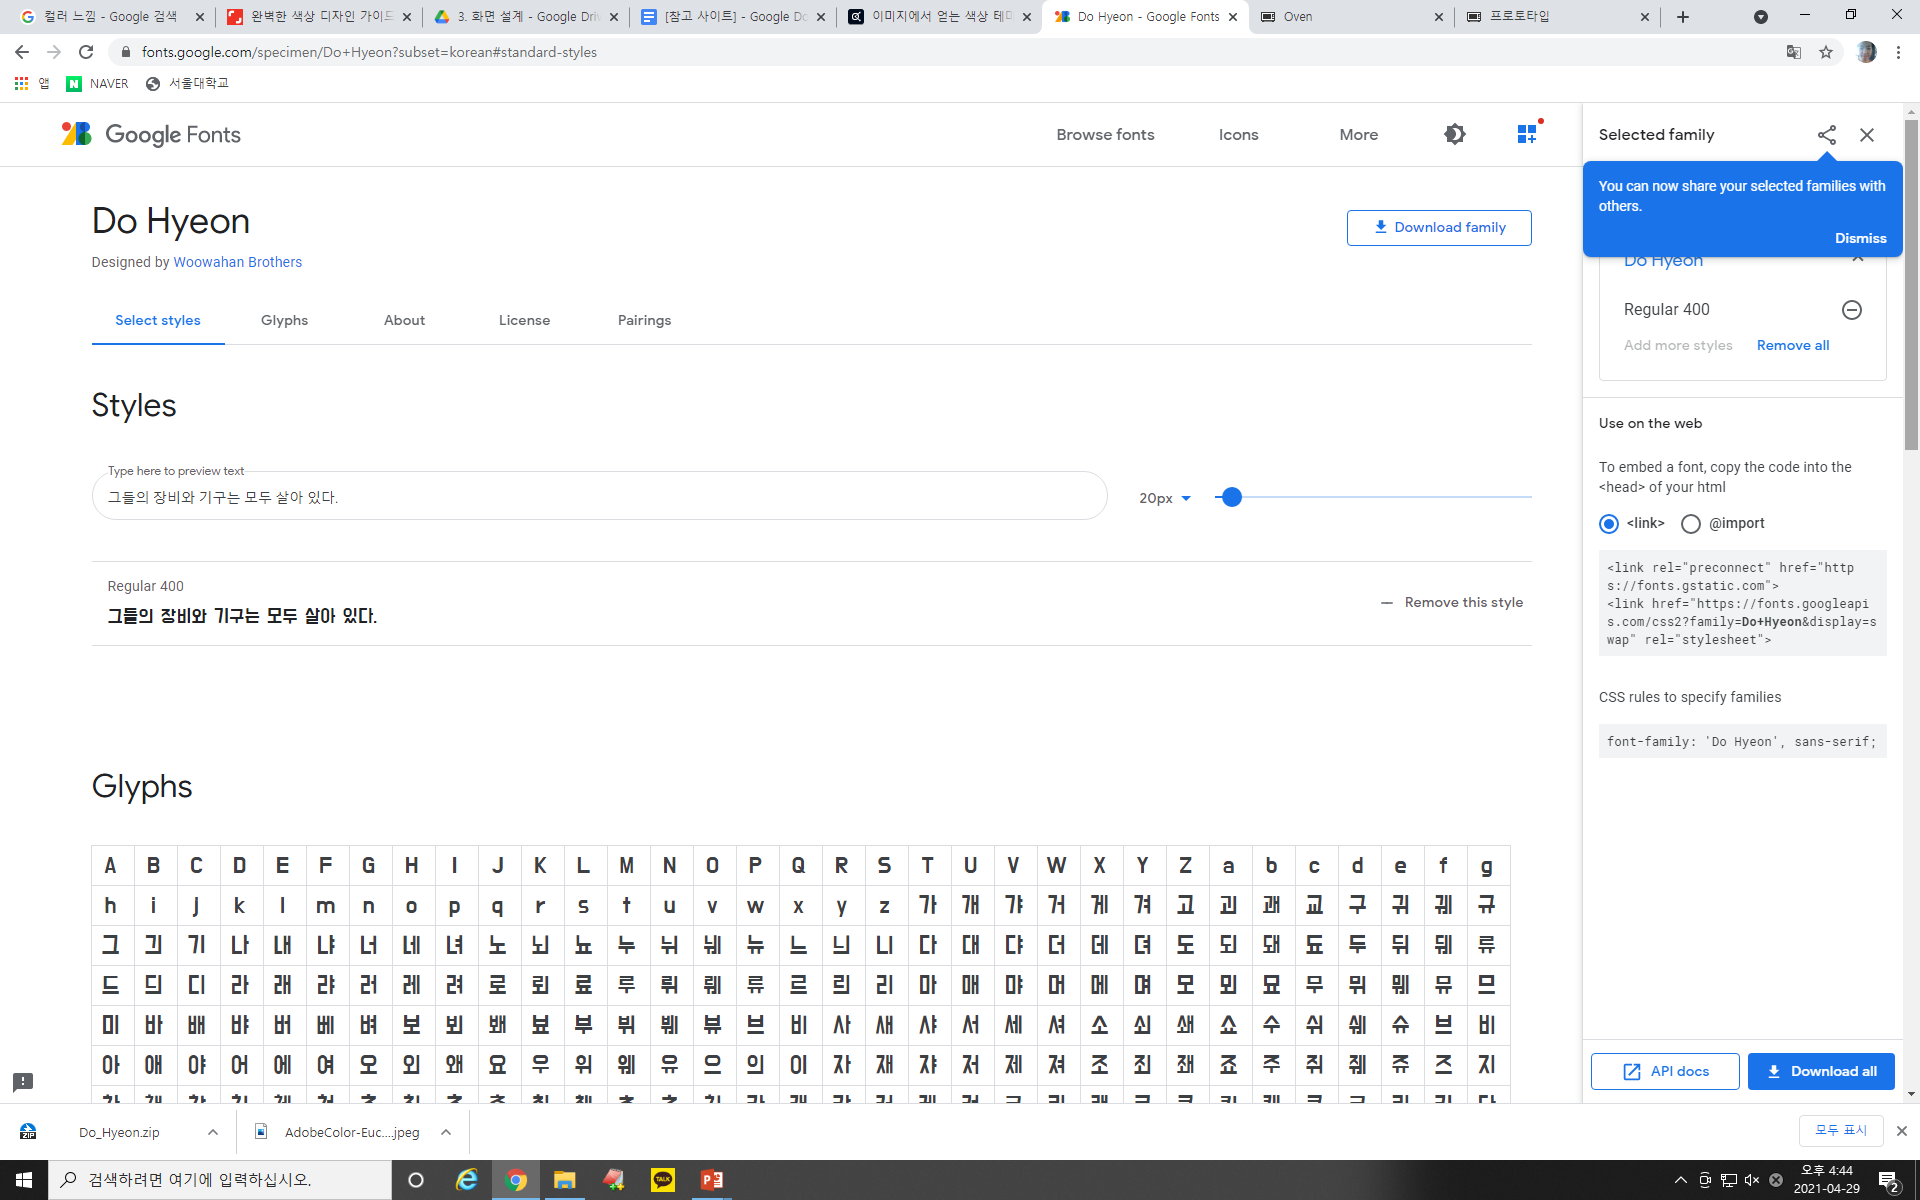 컬러 느낌 - Google 검색
완벽한 색상 디자인 가이드
3. 화면 설계 - Google Driv
[참고 사이트] - Google Do
이미지에서 얻는 색상 테마
Do Hyeon - Google Fonts
Oven
프로토타입
fonts.google.com/specimen/Do+Hyeon?subset=korean#standard-styles
앱
NAVER
서울대학교
Google Fonts
Browse fonts
Icons
More
Do Hyeon
Designed by Woowahan Brothers
Download family
Select styles
Glyphs
About
License
Pairings
Styles
Type here to preview text
그들의 장비와 기구는 모두 살아 있다.
20px
Regular 400
그들의 장비와 기구는 모두 살아 있다.
Remove this style
Glyphs
A B C D E F G H I J K L M N O P Q R S T U V W X Y Z a b c d e f g
h i j k l m n o p q r s t u v w x y z 가 개 갸 거 게 겨 고 괴 괘 교 구 귀 궤 규
그 긔 기 나 내 냐 너 네 녀 노 뇌 뇨 누 뉘 눼 뉴 느 늬 니 다 대 댜 더 데 뎌 도 되 돼 됴 두 뒤 뒈 류
드 듸 디 라 래 랴 러 레 려 로 뢰 료 루 뤼 뤠 류 르 릐 리 마 매 먀 머 메 며 모 뫼 묘 무 뮈 뭬 뮤 므
미 바 배 뱌 버 베 벼 보 뵈 봬 뵤 부 뷔 붸 뷰 브 비 사 새 샤 서 세 셔 소 쇠 쇄 쇼 수 쉬 쉐 슈 브 비
아 애 야 어 에 여 오 외 왜 요 우 위 웨 유 으 의 이 자 재 쟈 저 제 져 조 죄 좨 죠 주 쥐 줴 쥬 즈 지
Selected family
You can now share your selected families with
others.
Dismiss
Do Hyeon
Regular 400
Add more styles
Remove all
Use on the web
To embed a font, copy the code into the
<head> of your html
<link>
@import
<link rel="preconnect" href="http
s://fonts.gstatic.com">
<link href="https://fonts.googleapi
s.com/css2?family=Do+Hyeon&display=s
wap" rel="stylesheet">
CSS rules to specify families
font-family: 'Do Hyeon', sans-serif;
API docs
Download all
Do_Hyeon.zip
AdobeColor-Euc....jpeg
모두 표시
검색하려면 여기에 입력하십시오.
오후 4:44
2021-04-29
2